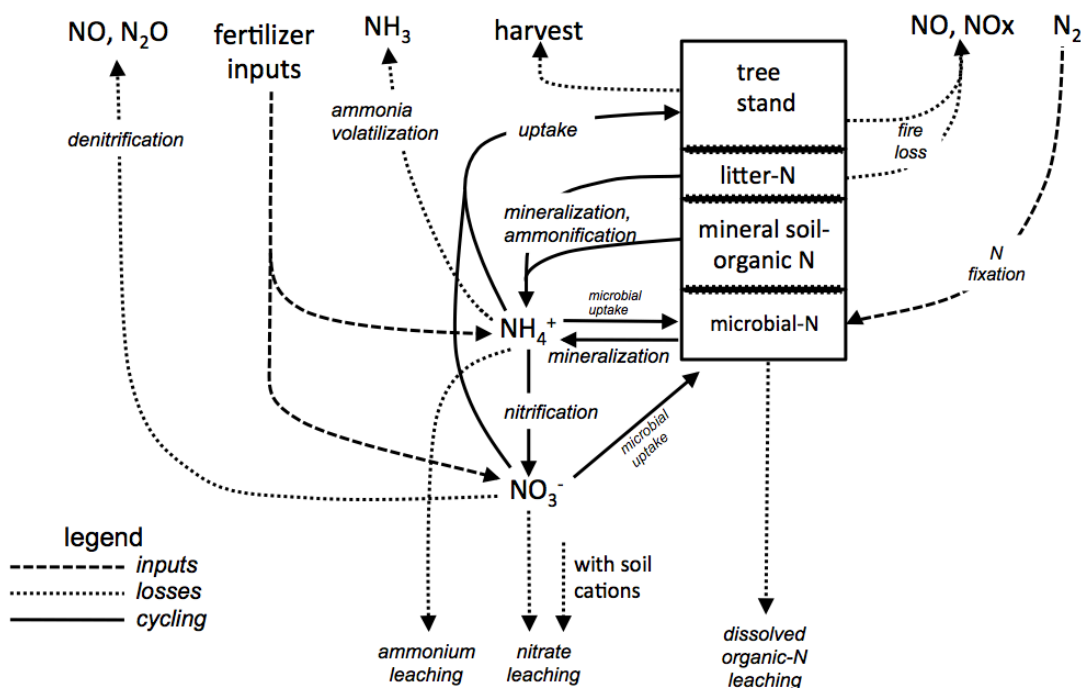 NO, N₂O
fertilizer
inputs
NH₃
harvest
NO, NOx
N₂
tree
stand
denitrification
ammonia
volatilization
uptake
fire
loss
litter-N
mineralization,
ammonification
mineral soil-
organic N
N
fixation
microbial
uptake
NH₄⁺
microbial-N
mineralization
nitrification
microbial
uptake
NO₃⁻
legend
inputs
losses
cycling
with soil
cations
ammonium
leaching
nitrate
leaching
dissolved
organic-N
leaching